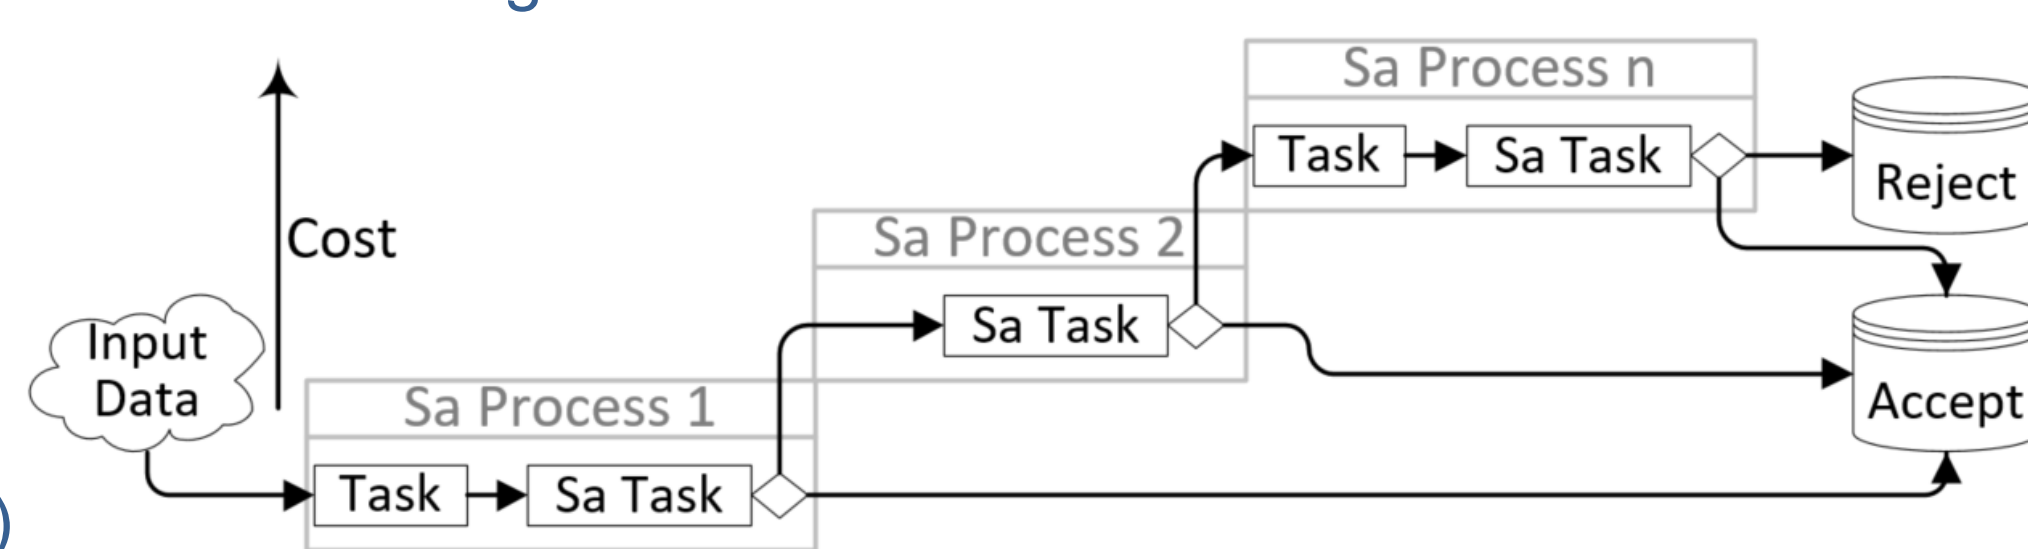 g
Sa Process n
Task
Sa Task
Reject
Cost
Sa Process 2
Sa Task
Input
Data
Accept
Sa Process 1
Task
Sa Task
)